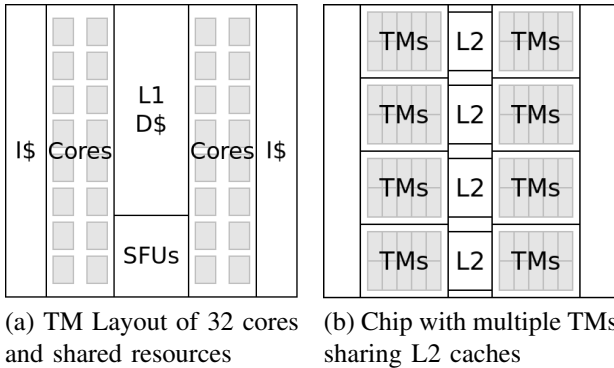 I$ Cores L1 D$ Cores I$
SFUs
TMs L2 TMs
TMs L2 TMs
TMs L2 TMs
TMs L2 TMs
(a) TM Layout of 32 cores
and shared resources
(b) Chip with multiple TMs
sharing L2 caches